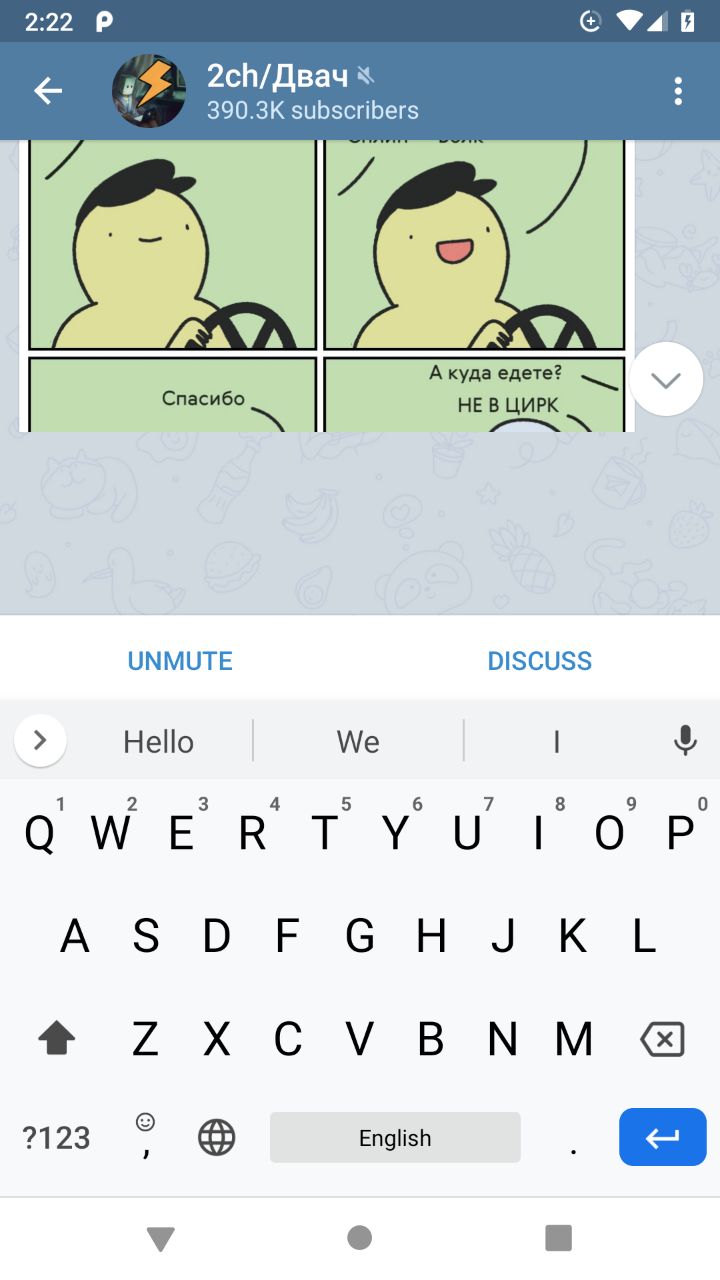 2:22
2ch/Двач
390.3K subscribers
Спасибо
А куда едете?
НЕ В ЦИРК
UNMUTE
DISCUSS
Hello
We
I
1 2 3 4 5 6 7 8 9 0
Q W E R T Y U I O P
A S D F G H J K L
Z X C V B N M
?123
,
English
.